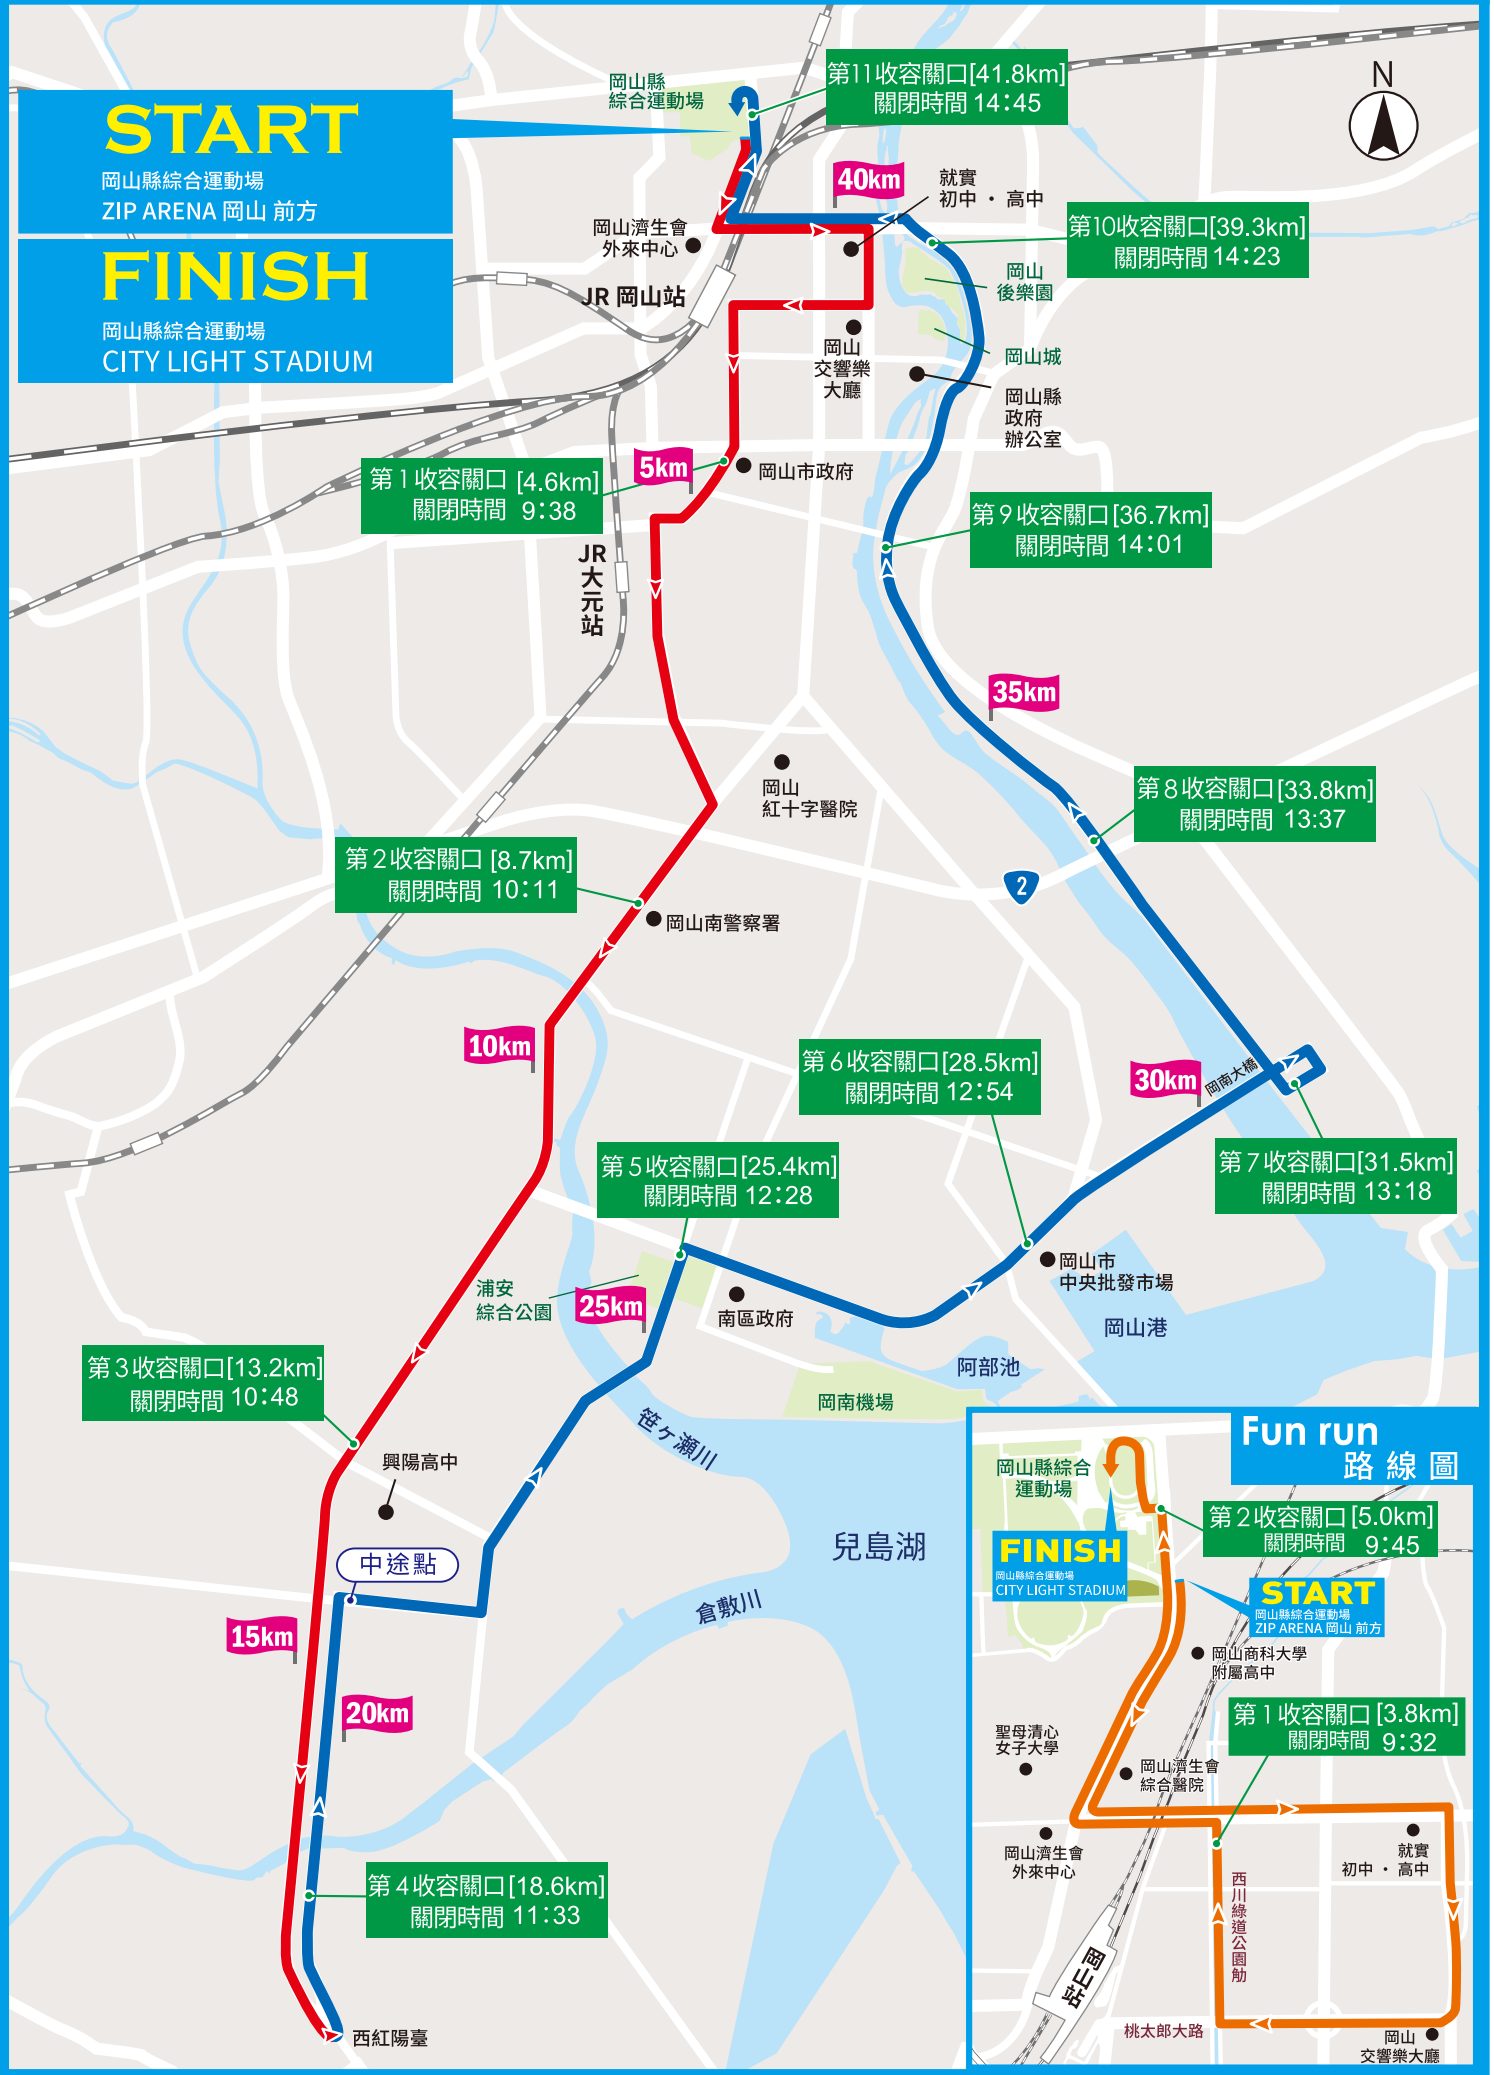 START
岡山縣綜合運動場
ZIP ARENA 岡山 前方
FINISH
岡山縣綜合運動場
CITY LIGHT STADIUM
岡山縣
綜合運動場
第11收容關口[41.8km]
關閉時間 14:45
N
40km
就實
初中 ・ 高中
第10收容關口[39.3km]
關閉時間 14:23
岡山濟生會
外來中心
JR 岡山站
岡山
後樂園
岡山城
岡山
交響樂
大廳
岡山縣
政府
辦公室
第1收容關口 [4.6km]
關閉時間 9:38
5km
岡山市政府
第9收容關口[36.7km]
關閉時間 14:01
JR
大
元
站
35km
岡山
紅十字醫院
第8收容關口[33.8km]
關閉時間 13:37
第2收容關口 [8.7km]
關閉時間 10:11
2
岡山南警察署
10km
第6收容關口[28.5km]
關閉時間 12:54
30km
岡南大橋
第5收容關口[25.4km]
關閉時間 12:28
第7收容關口[31.5km]
關閉時間 13:18
浦安
綜合公園
25km
南區政府
岡山市
中央批發市場
岡山港
阿部池
岡南機場
第3收容關口[13.2km]
關閉時間 10:48
笹ヶ瀬川
興陽高中
兒島湖
中途點
倉敷川
15km
20km
第4收容關口[18.6km]
關閉時間 11:33
西紅陽臺
Fun run
路線圖
岡山縣綜合
運動場
第2收容關口 [5.0km]
關閉時間 9:45
FINISH
岡山縣綜合運動場
CITY LIGHT STADIUM
START
岡山縣綜合運動場
ZIP ARENA 岡山 前方
岡山商科大學
附屬高中
第1收容關口 [3.8km]
關閉時間 9:32
聖母清心
女子大學
岡山濟生會
綜合醫院
岡山濟生會
外來中心
就實
初中 ・ 高中
西川綠道公園觔
岡山站
桃太郎大路
岡山
交響樂大廳